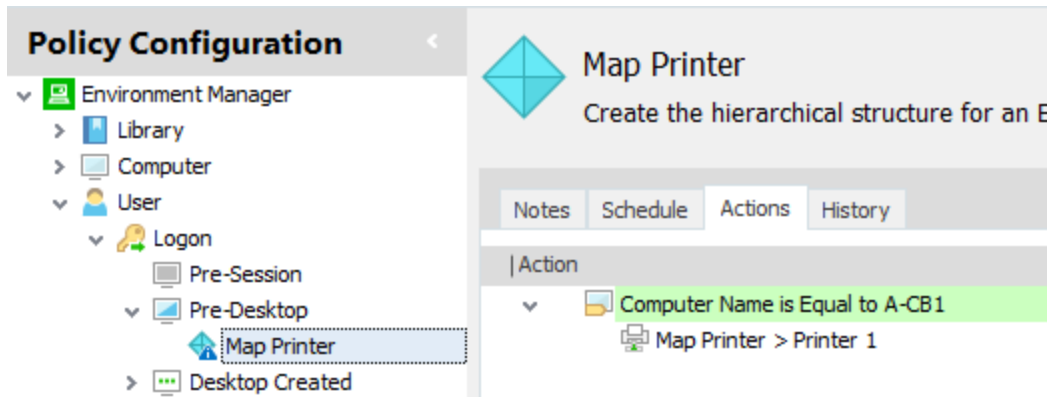 Policy Configuration
Environment Manager
Library
Computer
User
Logon
Pre-Session
Pre-Desktop
Map Printer
Desktop Created
Map Printer
Create the hierarchical structure for an E
Notes Schedule Actions History
Action
Computer Name is Equal to A-CB1
Map Printer > Printer 1